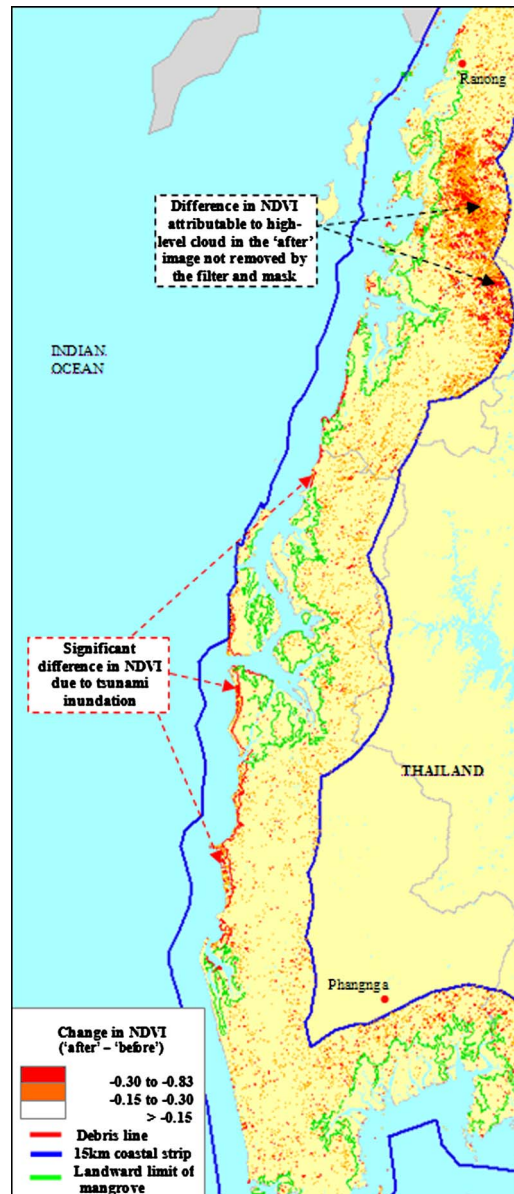 Ranong
Difference in NDVI
attributable to high-
level cloud in the ‘after’
image not removed by
the filter and mask
INDIAN
OCEAN
Significant
difference in NDVI
due to tsunami
inundation
THAILAND
Phangnga
Change in NDVI
(‘after’ – ‘before’)
-0.30 to -0.83
-0.15 to -0.30
> -0.15
Debris line
15km coastal strip
Landward limit of
mangrove